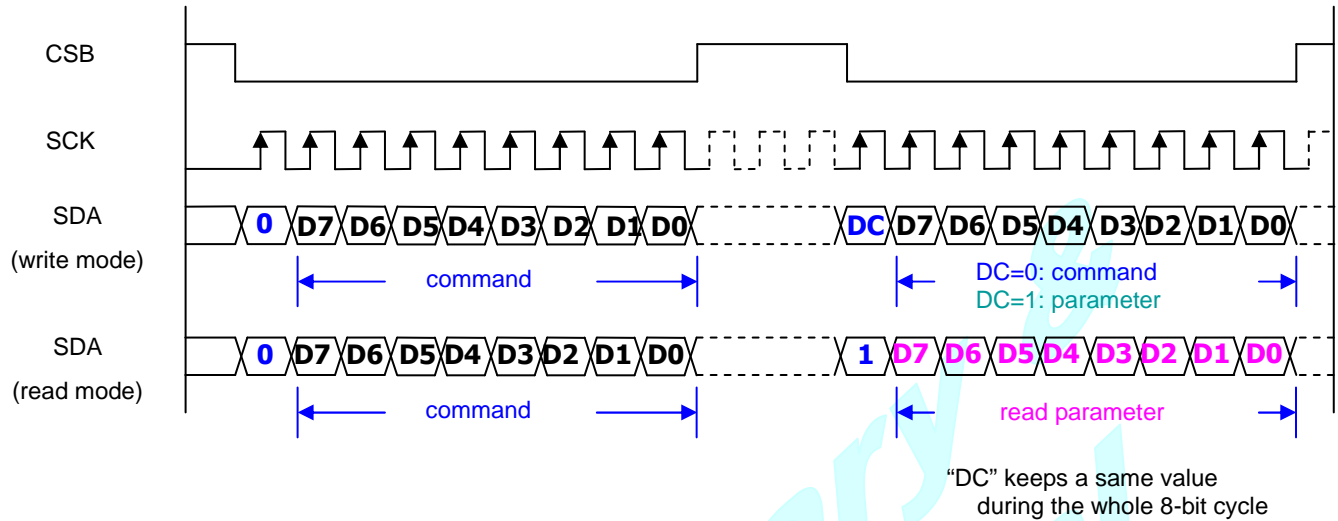 CSB
SCK
SDA
(write mode)
0 D7 D6 D5 D4 D3 D2 D1 D0
DC D7 D6 D5 D4 D3 D2 D1 D0
command
DC=0: command
DC=1: parameter
SDA
(read mode)
0 D7 D6 D5 D4 D3 D2 D1 D0
1 D7 D6 D5 D4 D3 D2 D1 D0
command
read parameter
“DC” keeps a same value
during the whole 8-bit cycle